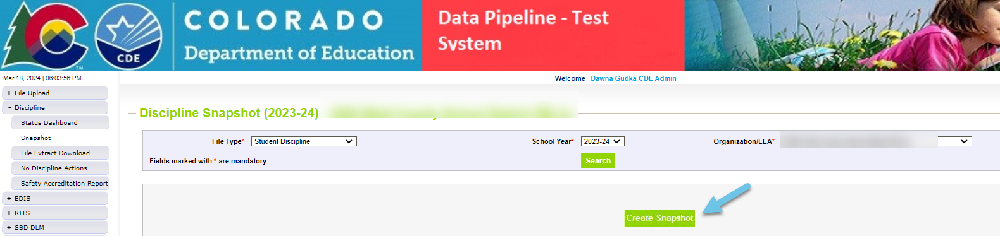 COLORADO
Department of Education
CDE
TM
Data Pipeline - Test
System
Mar 18, 2024 | 06:03:56 PM
Welcome Dawna Gudka CDE Admin
+ File Upload
- Discipline
Status Dashboard
Snapshot
File Extract Download
No Discipline Actions
Safety Accreditation Report
+ EDIS
+ RITS
+ SBD DLM
Discipline Snapshot (2023-24)
File Type* Student Discipline School Year* 2023-24 Organization/LEA*
Fields marked with * are mandatory Search
Create Snapshot